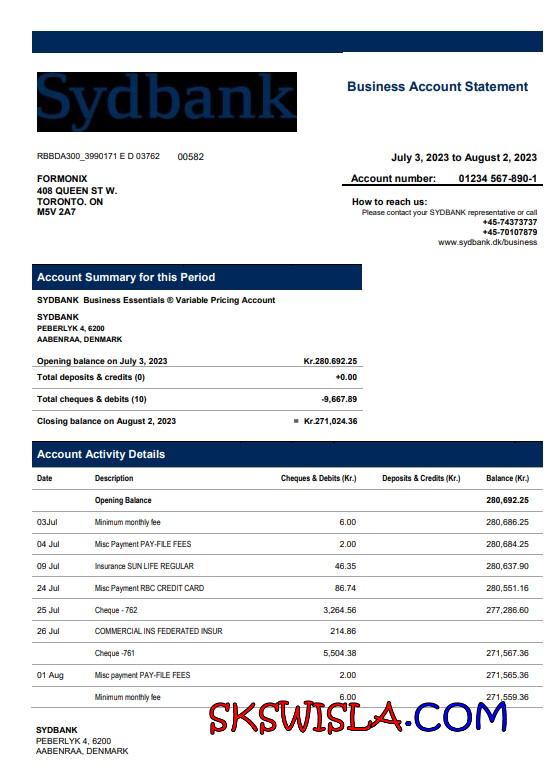 Sydbank
Business Account Statement
RBBDA300_3990171 E D 03762 00582
July 3, 2023 to August 2, 2023
FORMONIX
408 QUEEN ST W.
TORONTO. ON
M5V 2A7
Account number: 01234 567-890-1
How to reach us:
Please contact your SYDBANK representative or call
+45-74373737
+45-70107879
www.sydbank.dk/business
Account Summary for this Period
SYDBANK Business Essentials ® Variable Pricing Account
SYDBANK
PEBERLYK 4, 6200
AABENRAA, DENMARK
Opening balance on July 3, 2023 Kr.280.692.25
Total deposits & credits (0) +0.00
Total cheques & debits (10) -9,667.89
Closing balance on August 2, 2023 = Kr.271,024.36
Account Activity Details
Date Description Cheques & Debits (Kr.) Deposits & Credits (Kr.) Balance (Kr.)
Opening Balance 280,692.25
03Jul Minimum monthly fee 6.00 280,686.25
04 Jul Misc Payment PAY-FILE FEES 2.00 280,684.25
09 Jul Insurance SUN LIFE REGULAR 46.35 280,637.90
24 Jul Misc Payment RBC CREDIT CARD 86.74 280,551.16
25 Jul Cheque - 762 3,264.56 277,286.60
26 Jul COMMERCIAL INS FEDERATED INSUR 214.86
Cheque -761 5,504.38 271,567.36
01 Aug Misc payment PAY-FILE FEES 2.00 271,565.36
Minimum monthly fee 6.00 271,559.36
SKSWISLA.COM
SYDBANK
PEBERLYK 4, 6200
AABENRAA, DENMARK